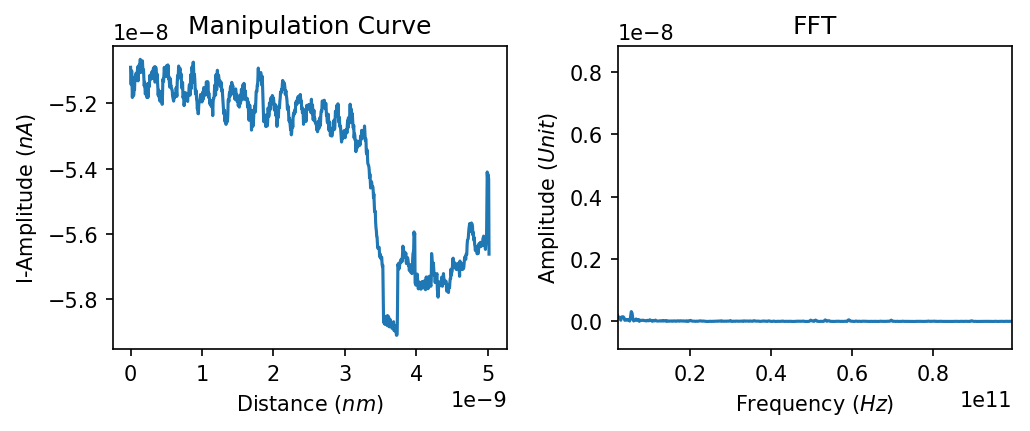 Manipulation Curve
1e−8
−5.2
−5.4
−5.6
−5.8
I-Amplitude (nA)
0 1 2 3 4 5
1e−9
Distance (nm)
FFT
1e−8
0.8
0.6
0.4
0.2
0.0
Amplitude (Unit)
0.2 0.4 0.6 0.8
1e11
Frequency (Hz)